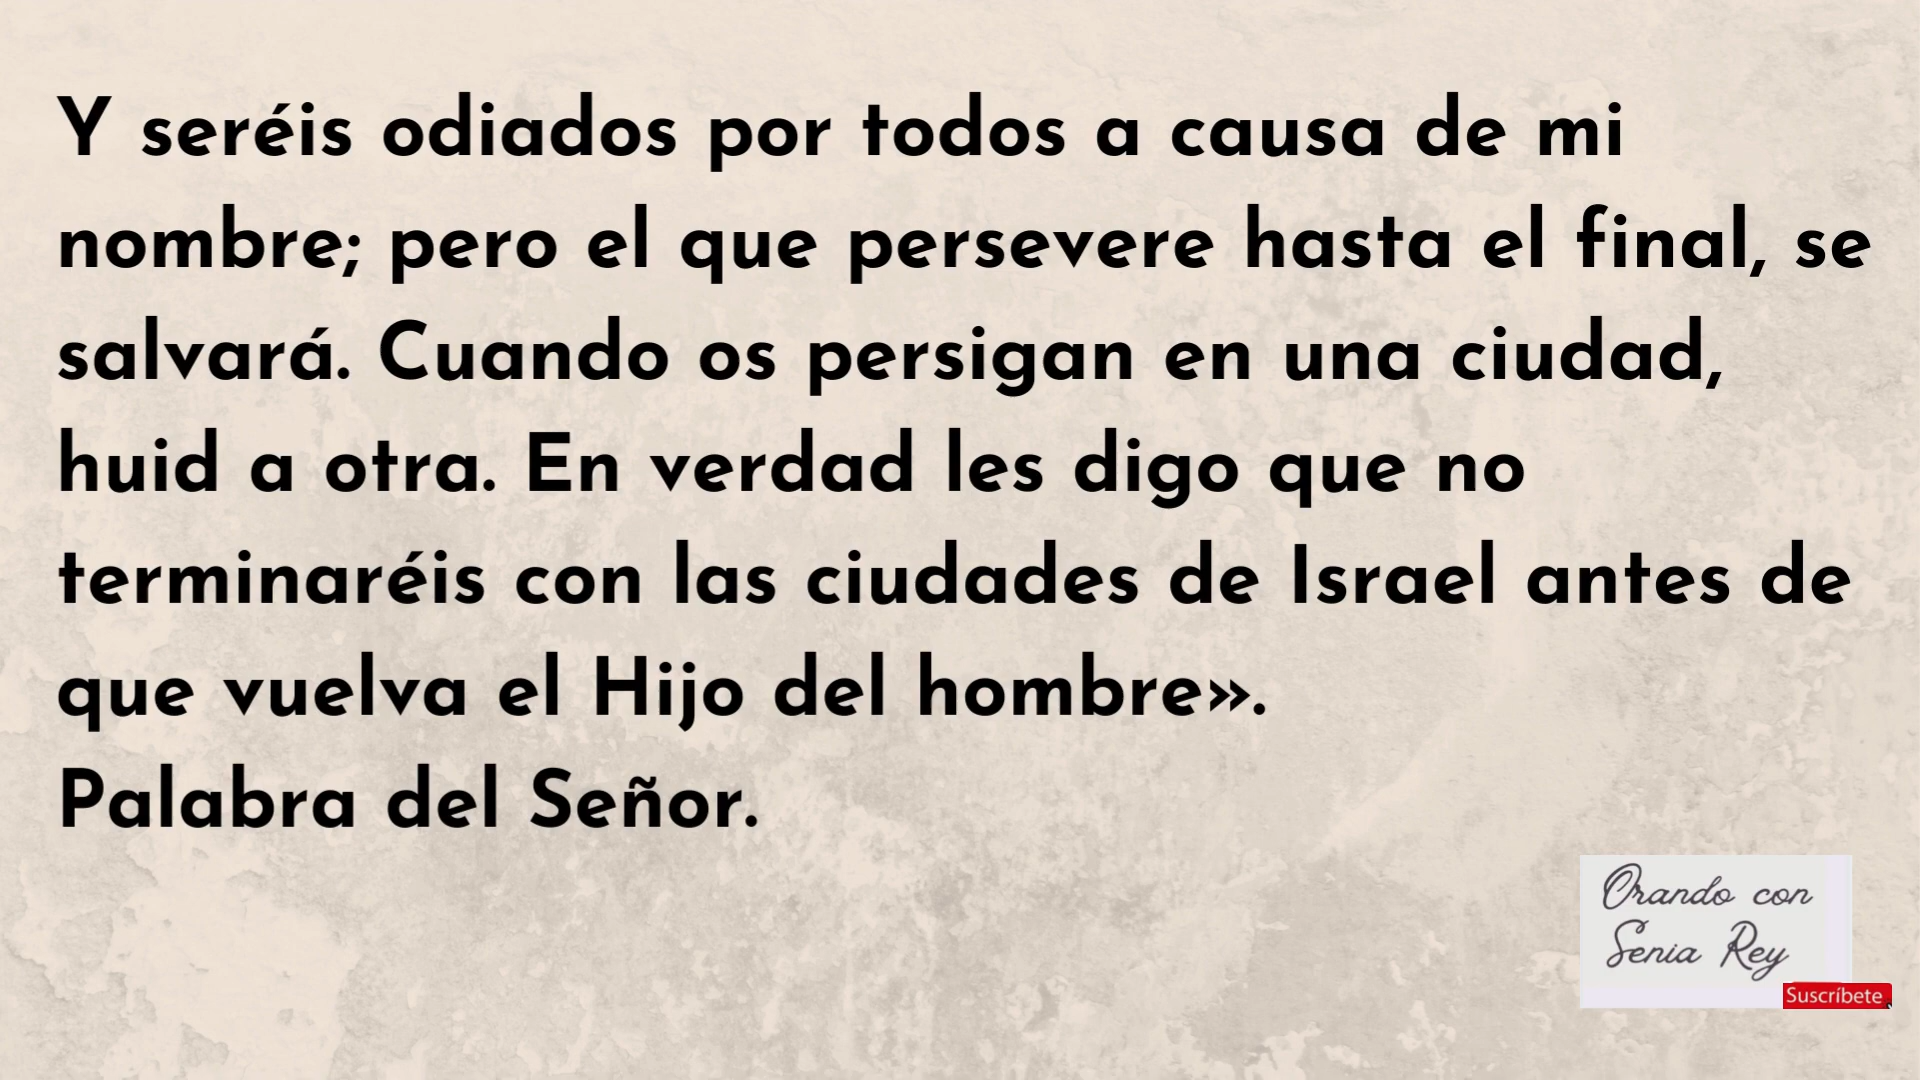 Y seréis odiados por todos a causa de mi
nombre; pero el que persevere hasta el final, se
salvará. Cuando os persigan en una ciudad,
huid a otra. En verdad les digo que no
terminaréis con las ciudades de Israel antes de
que vuelva el Hijo del hombre».
Palabra del Señor.
Orando con
Senia Rey
Suscríbete